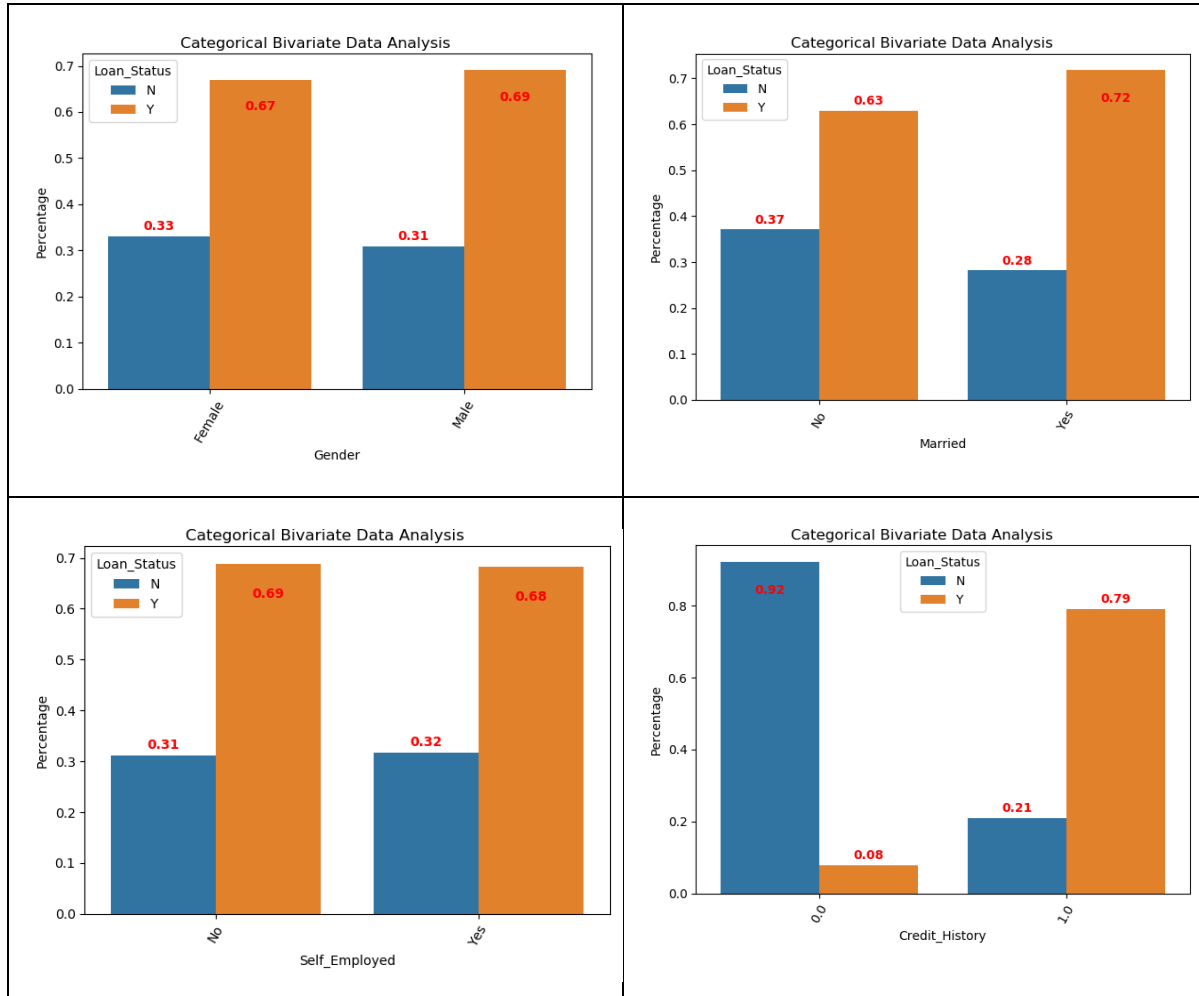 Categorical Bivariate Data Analysis
Loan_Status
N
Y
0.7
0.6
0.5
0.4
0.3
0.2
0.1
0.0
Percentage
0.33
0.67
0.31
0.69
Female
Male
Gender
Categorical Bivariate Data Analysis
Loan_Status
N
Y
0.7
0.6
0.5
0.4
0.3
0.2
0.1
0.0
Percentage
0.37
0.63
0.28
0.72
No
Yes
Married
Categorical Bivariate Data Analysis
Loan_Status
N
Y
0.7
0.6
0.5
0.4
0.3
0.2
0.1
0.0
Percentage
0.31
0.69
0.32
0.68
No
Yes
Self_Employed
Categorical Bivariate Data Analysis
Loan_Status
N
Y
0.8
0.6
0.4
0.2
0.0
Percentage
0.92
0.08
0.21
0.79
0.0
1.0
Credit_History